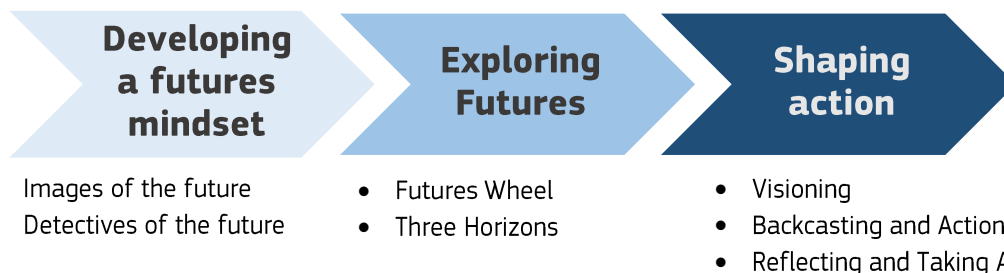 Developing
a futures
mindset
Exploring
Futures
Shaping
action
Images of the future
Detectives of the future
• Futures Wheel
• Three Horizons
• Visioning
• Backcasting and Action
• Reflecting and Taking